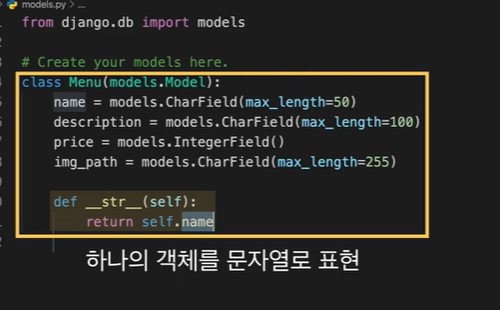 models.py > ...
from django.db import models
# Create your models here.
class Menu(models.Model):
name = models.CharField(max_length=50)
description = models.CharField(max_length=100)
price = models.IntegerField()
img_path = models.CharField(max_length=255)
def __str__(self):
return self.name
하나의 객체를 문자열로 표현